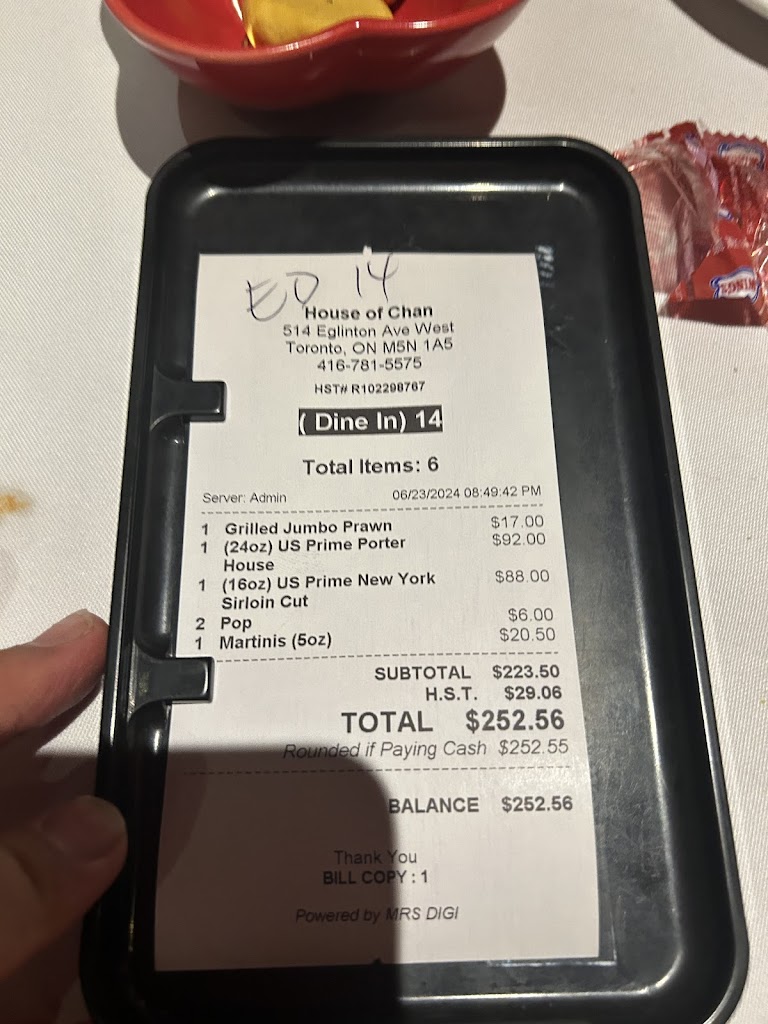 ED 14
House of Chan
514 Eglinton Ave West
Toronto, ON M5N 1A5
416-781-5575
HST# R102298767
( Dine In) 14
Total Items: 6
Server: Admin 06/23/2024 08:49:42 PM
1 Grilled Jumbo Prawn $17.00
1 (24oz) US Prime Porter $92.00
House
1 (16oz) US Prime New York $88.00
Sirloin Cut
2 Pop $6.00
1 Martinis (5oz) $20.50
SUBTOTAL $223.50
H.S.T. $29.06
TOTAL $252.56
Rounded if Paying Cash $252.55
BALANCE $252.56
Thank You
BILL COPY : 1
Powered by MRS DIGI